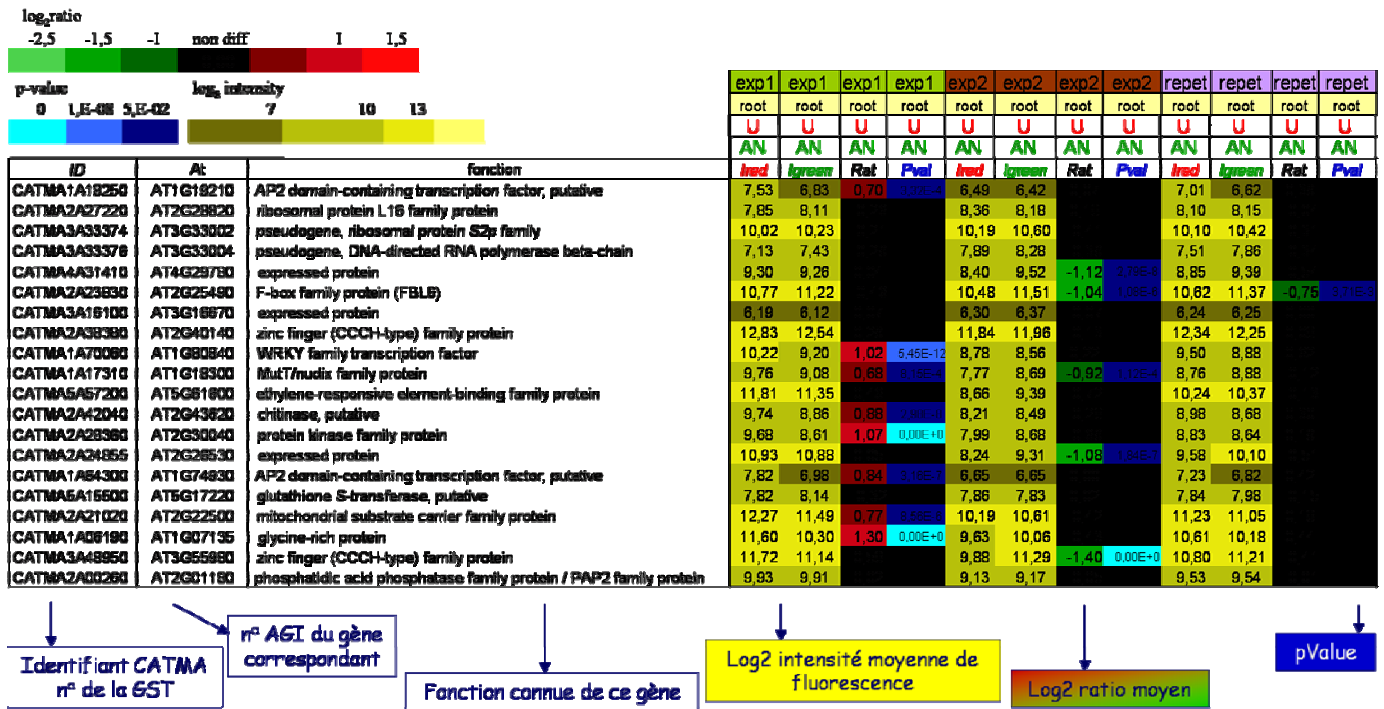 log2ratio
-2,5 -1,5 -1 non diff 1 1,5
p-value log2 intensity
0 1,E-08 5,E-02 7 10 13
exp1 exp1 exp1 exp1 exp2 exp2 exp2 exp2 repet repet repet repet
root root root root root root root root root root root root
U U U U U U U U U U U U
AN AN AN AN AN AN AN AN AN AN AN AN
ID At fonction Ired Igreen Rat Pval Ired Igreen Rat Pval Ired Igreen Rat Pval
CATMA1A18250 AT1G19210 AP2 domain-containing transcription factor, putative 7,53 6,83 0,70 6,49 6,42 7,01 6,62
CATMA2A27220 AT2G28820 ribosomal protein L16 family protein 7,85 8,11 8,36 8,18 8,10 8,15
CATMA3A33374 AT3G33002 pseudogene, ribosomal protein S2p family 10,02 10,23 10,19 10,60 10,10 10,42
CATMA3A33376 AT3G33004 pseudogene, DNA-directed RNA polymerase beta-chain 7,13 7,43 7,89 8,28 7,51 7,86
CATMA4A31410 AT4G29780 expressed protein 9,30 9,26 8,40 9,52 -1,12 8,85 9,39
CATMA2A23830 AT2G25490 F-box family protein (FBL6) 10,77 11,22 10,48 11,51 -1,04 10,62 11,37 -0,75
CATMA3A16100 AT3G16670 expressed protein 6,19 6,12 6,30 6,37 6,24 6,25
CATMA2A38390 AT2G40140 zinc finger (CCCH-type) family protein 12,83 12,54 11,84 11,96 12,34 12,25
CATMA1A70060 AT1G80840 WRKY family transcription factor 10,22 9,20 1,02 5,45E-12 8,78 8,56 9,50 8,88
CATMA1A17310 AT1G18300 MutT/nudix family protein 9,76 9,08 0,68 7,77 8,69 -0,92 8,76 8,88
CATMA5A57200 AT5G61600 ethylene-responsive element-binding family protein 11,81 11,35 8,66 9,39 10,24 10,37
CATMA2A42040 AT2G43620 chitinase, putative 9,74 8,86 0,88 8,21 8,49 8,98 8,68
CATMA2A28360 AT2G30040 protein kinase family protein 9,68 8,61 1,07 0,00E+0 7,99 8,68 8,83 8,64
CATMA2A24855 AT2G26530 expressed protein 10,93 10,88 8,24 9,31 -1,08 9,58 10,10
CATMA1A64300 AT1G74930 AP2 domain-containing transcription factor, putative 7,82 6,98 0,84 6,65 6,65 7,23 6,82
CATMA5A15500 AT5G17220 glutathione S-transferase, putative 7,82 8,14 7,86 7,83 7,84 7,98
CATMA2A21020 AT2G22500 mitochondrial substrate carrier family protein 12,27 11,49 0,77 10,19 10,61 11,23 11,05
CATMA1A06190 AT1G07135 glycine-rich protein 11,60 10,30 1,30 0,00E+0 9,63 10,06 10,61 10,18
CATMA3A48950 AT3G55980 zinc finger (CCCH-type) family protein 11,72 11,14 9,88 11,29 -1,40 0,00E+0 10,80 11,21
CATMA2A00260 AT2G01180 phosphatidic acid phosphatase family protein / PAP2 family protein 9,93 9,91 9,13 9,17 9,53 9,54
Identifiant CATMA
n° de la GST
n° AGI du gène
correspondant
Fonction connue de ce gène
Log2 intensité moyenne de
fluorescence
Log2 ratio moyen
pValue